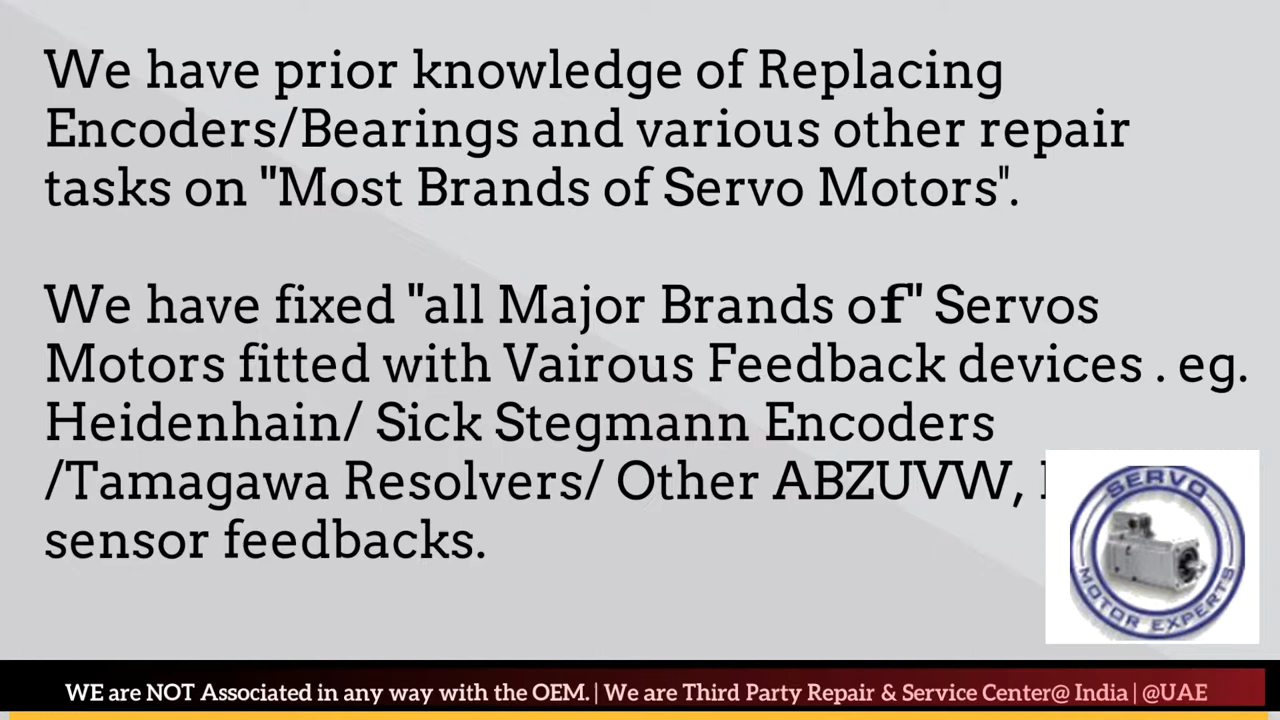 We have prior knowledge of Replacing
Encoders/Bearings and various other repair
tasks on "Most Brands of Servo Motors".
We have fixed "all Major Brands of" Servos
Motors fitted with Vairous Feedback devices . eg.
Heidenhain/ Sick Stegmann Encoders
/Tamagawa Resolvers/ Other ABZUVW,
sensor feedbacks.
SERVO
MOTOR EXPERTS
WE are NOT Associated in any way with the OEM. | We are Third Party Repair & Service Center@ India | @UAE